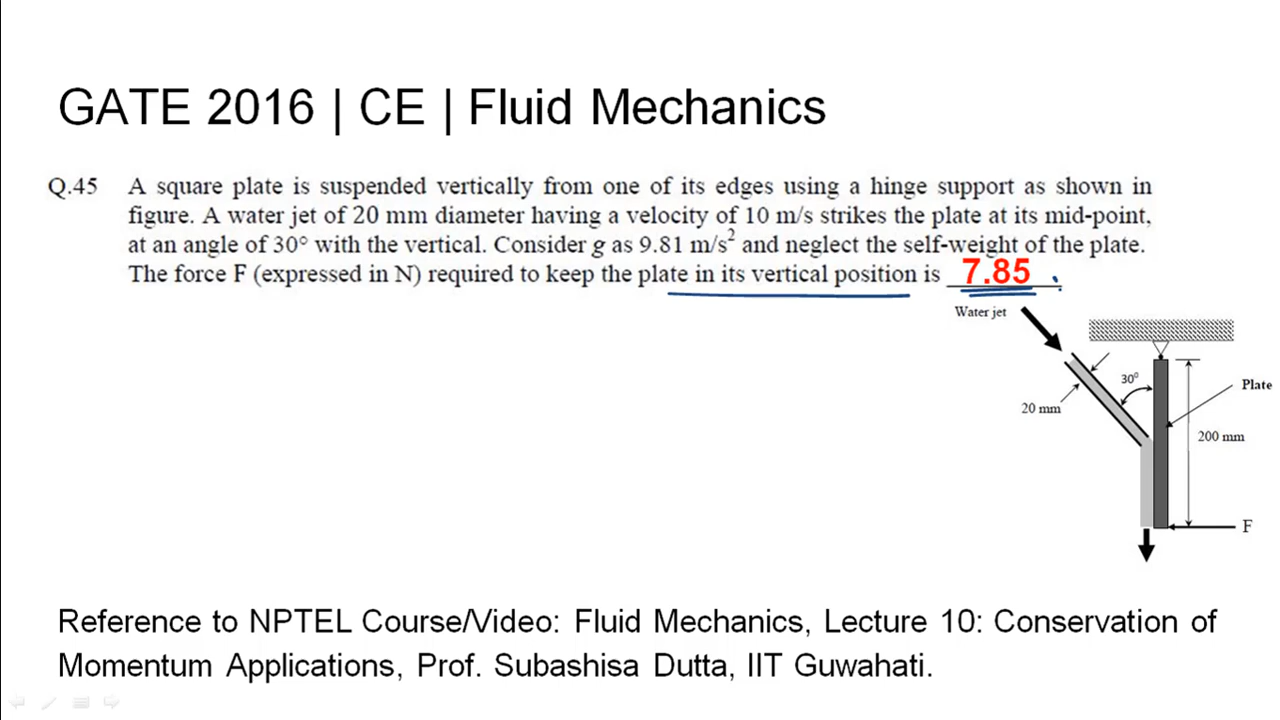 GATE 2016 | CE | Fluid Mechanics
Q.45 A square plate is suspended vertically from one of its edges using a hinge support as shown in
figure. A water jet of 20 mm diameter having a velocity of 10 m/s strikes the plate at its mid-point,
at an angle of 30° with the vertical. Consider g as 9.81 m/s² and neglect the self-weight of the plate.
The force F (expressed in N) required to keep the plate in its vertical position is 7.85
Water jet
30⁰
Plate
20 mm
200 mm
F
Reference to NPTEL Course/Video: Fluid Mechanics, Lecture 10: Conservation of
Momentum Applications, Prof. Subashisa Dutta, IIT Guwahati.